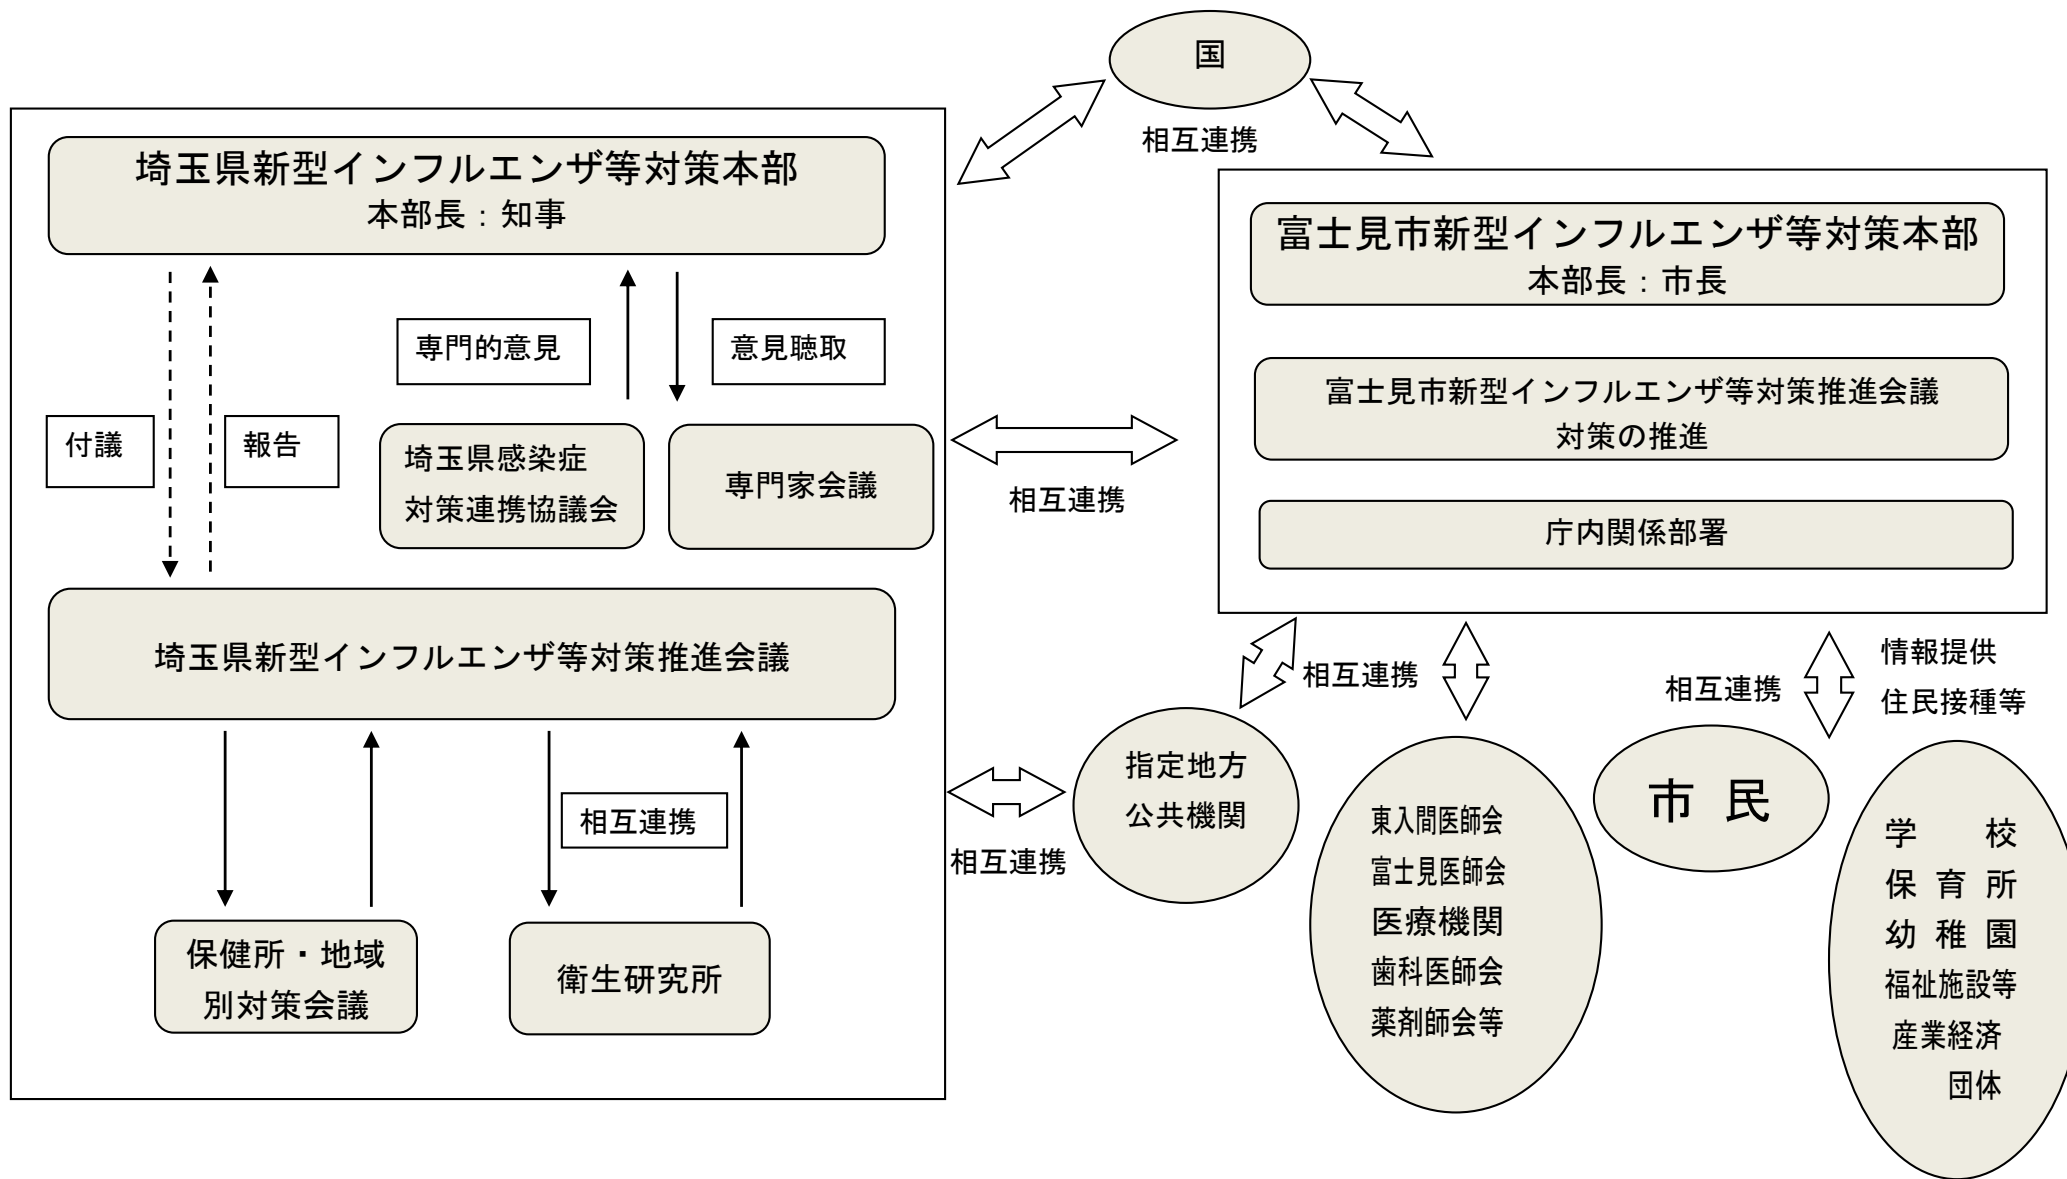 国
相互連携
埼玉県新型インフルエンザ等対策本部
本部長：知事
専門的意見
意見聴取
付議
報告
埼玉県感染症
対策連携協議会
専門家会議
埼玉県新型インフルエンザ等対策推進会議
相互連携
保健所・地域
別対策会議
衛生研究所
相互連携
富士見市新型インフルエンザ等対策本部
本部長：市長
富士見市新型インフルエンザ等対策推進会議
対策の推進
庁内関係部署
相互連携
相互連携
情報提供
住民接種等
相互連携
指定地方
公共機関
東入間医師会
富士見医師会
医療機関
歯科医師会
薬剤師会等
市 民
学 校
保 育 所
幼 稚 園
福祉施設等
産業経済
団体